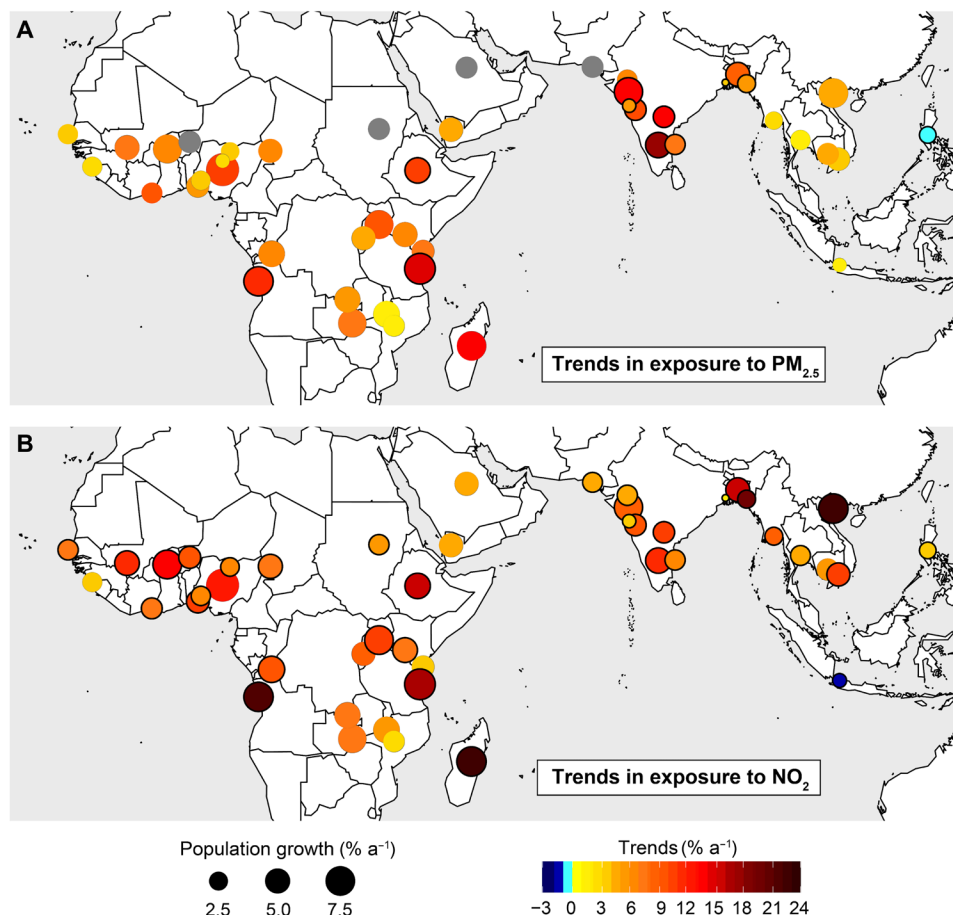 A
Trends in exposure to PM₂.₅
B
Trends in exposure to NO₂
Population growth (% a⁻¹)
2.5 5.0 7.5
Trends (% a⁻¹)
−3 0 3 6 9 12 15 18 21 24